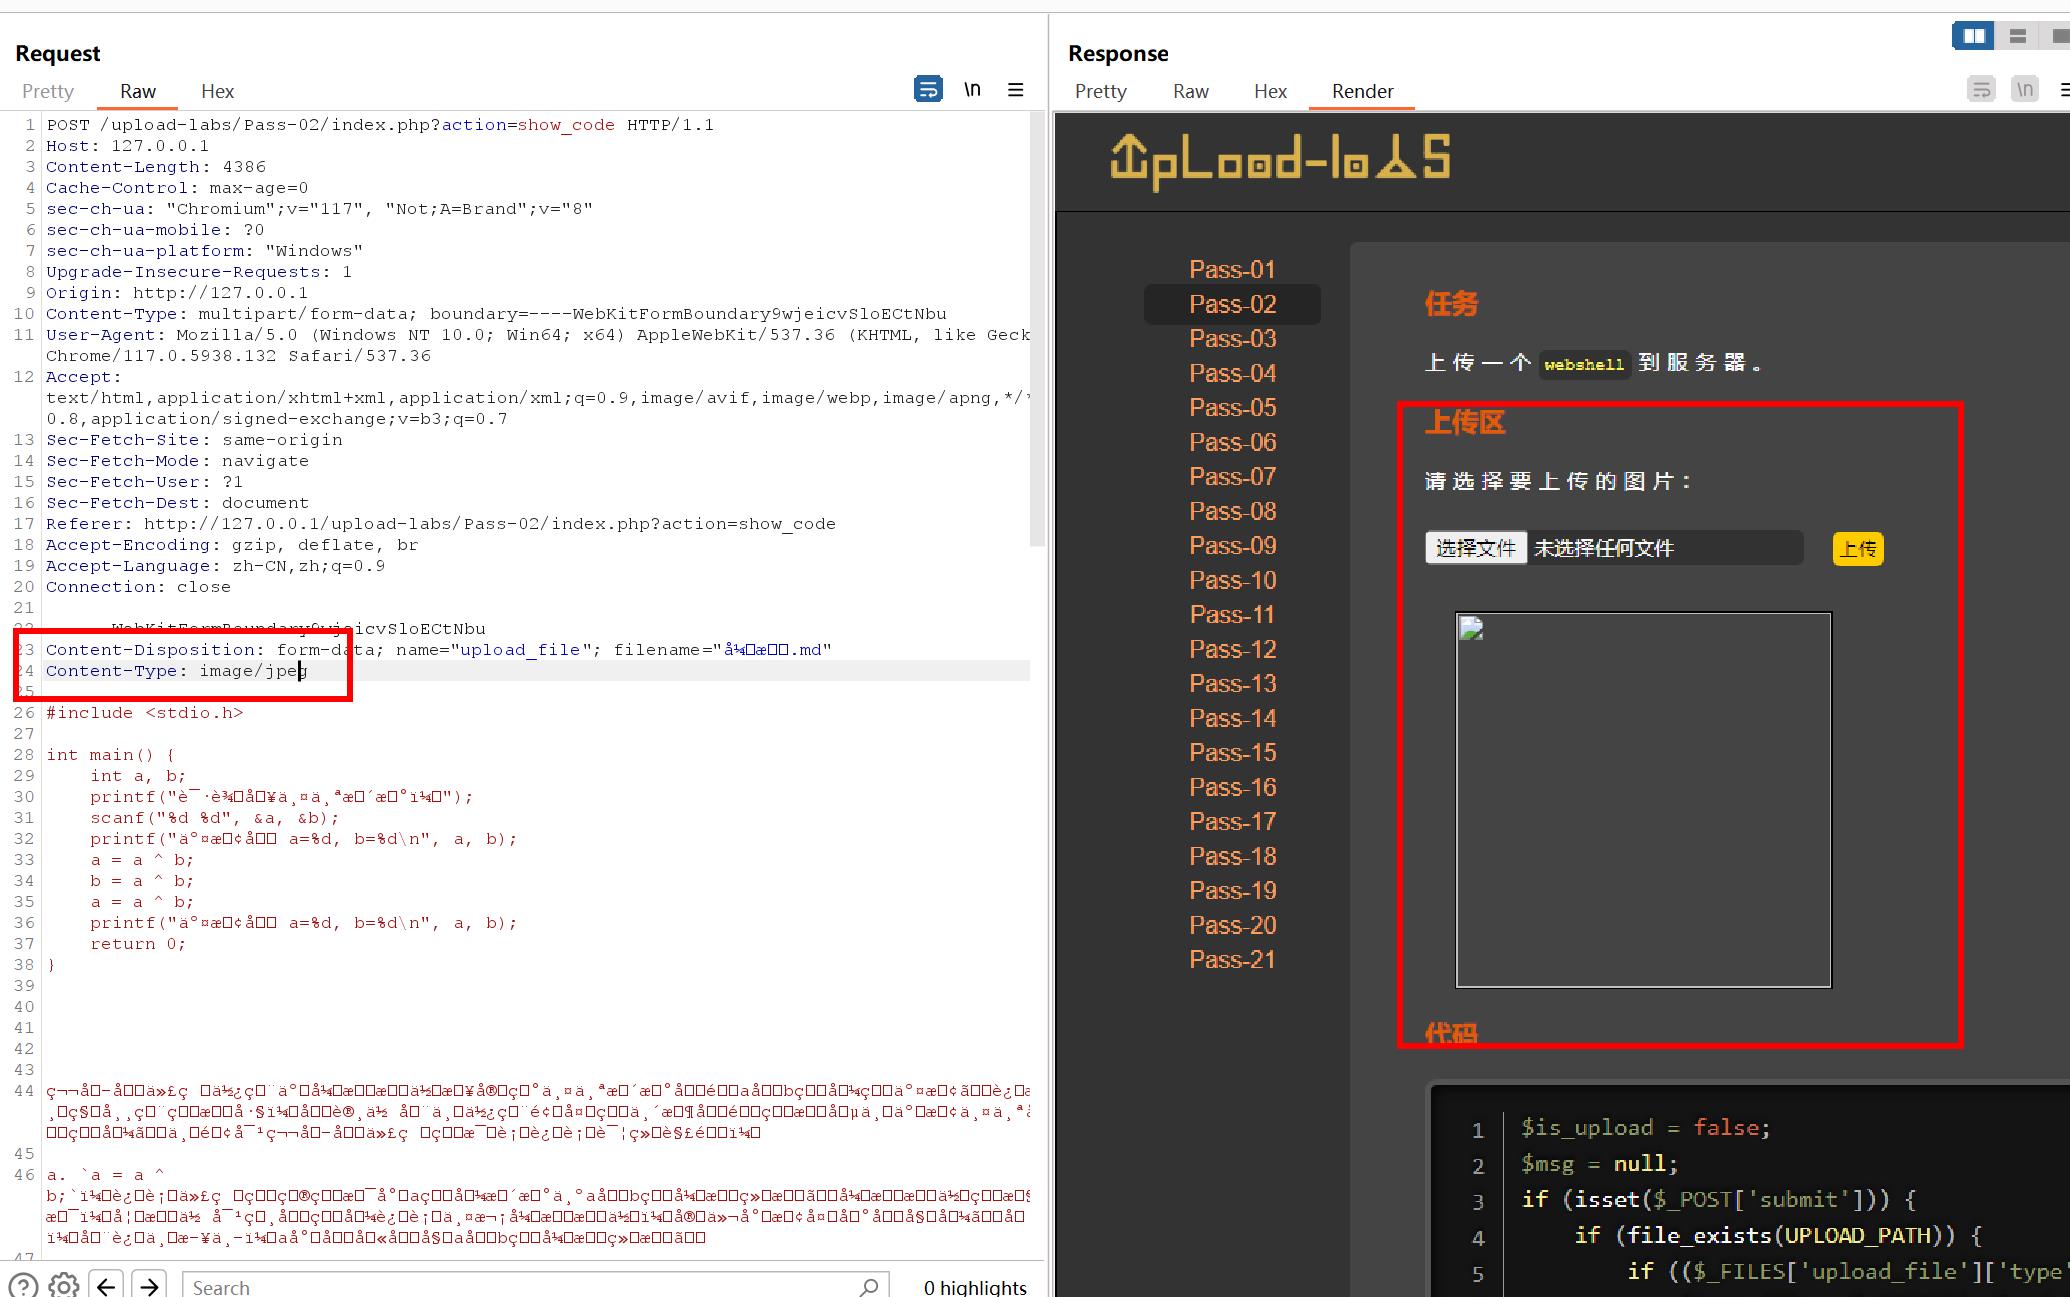 Request
Pretty Raw Hex
\n
1 POST /upload-labs/Pass-02/index.php?action=show_code HTTP/1.1
2 Host: 127.0.0.1
3 Content-Length: 4386
4 Cache-Control: max-age=0
5 sec-ch-ua: "Chromium";v="117", "Not;A=Brand";v="8"
6 sec-ch-ua-mobile: ?0
7 sec-ch-ua-platform: "Windows"
8 Upgrade-Insecure-Requests: 1
9 Origin: http://127.0.0.1
10 Content-Type: multipart/form-data; boundary=----WebKitFormBoundary9wjeicvSloECtNbu
11 User-Agent: Mozilla/5.0 (Windows NT 10.0; Win64; x64) AppleWebKit/537.36 (KHTML, like Geck
Chrome/117.0.5938.132 Safari/537.36
12 Accept:
text/html,application/xhtml+xml,application/xml;q=0.9,image/avif,image/webp,image/apng,*/*
0.8,application/signed-exchange;v=b3;q=0.7
13 Sec-Fetch-Site: same-origin
14 Sec-Fetch-Mode: navigate
15 Sec-Fetch-User: ?1
16 Sec-Fetch-Dest: document
17 Referer: http://127.0.0.1/upload-labs/Pass-02/index.php?action=show_code
18 Accept-Encoding: gzip, deflate, br
19 Accept-Language: zh-CN,zh;q=0.9
20 Connection: close
21
WebKitFormBoundary9wjeicvSloECtNbu
23 Content-Disposition: form-data; name="upload_file"; filename="å¼□æ□□.md"
24 Content-Type: image/jpeg
25
26 #include <stdio.h>
27
28 int main() {
29 int a, b;
30 printf("
31 scanf("%d %d", &a, &b);
32 printf(" a=%d, b=%d\n", a, b);
33 a = a ^ b;
34 b = a ^ b;
35 a = a ^ b;
36 printf(" a=%d, b=%d\n", a, b);
37 return 0;
38 }
39
40
41
42
43
44
45
46 a. `a = a ^
b;`
47
Search
0 highlights
Response
Pretty Raw Hex Render
\n
UpLoad-labs
Pass-01
Pass-02
Pass-03
Pass-04
Pass-05
Pass-06
Pass-07
Pass-08
Pass-09
Pass-10
Pass-11
Pass-12
Pass-13
Pass-14
Pass-15
Pass-16
Pass-17
Pass-18
Pass-19
Pass-20
Pass-21
任务
上传一个 webshell 到服务器。
上传区
请选择要上传的图片：
选择文件 未选择任何文件 上传
代码
1 $is_upload = false;
2 $msg = null;
3 if (isset($_POST['submit'])) {
4 if (file_exists(UPLOAD_PATH)) {
5 if (($_FILES['upload_file']['type'